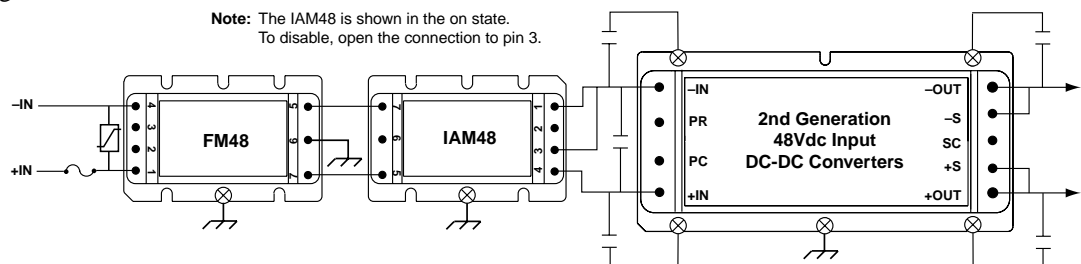 Note: The IAM48 is shown in the on state.
To disable, open the connection to pin 3.
–IN
+IN
4
3
2
1
FM48
5
6
7
7
6
5
IAM48
1
2
3
4
–IN
PR
PC
+IN
2nd Generation
48Vdc Input
DC-DC Converters
–OUT
–S
SC
+S
+OUT